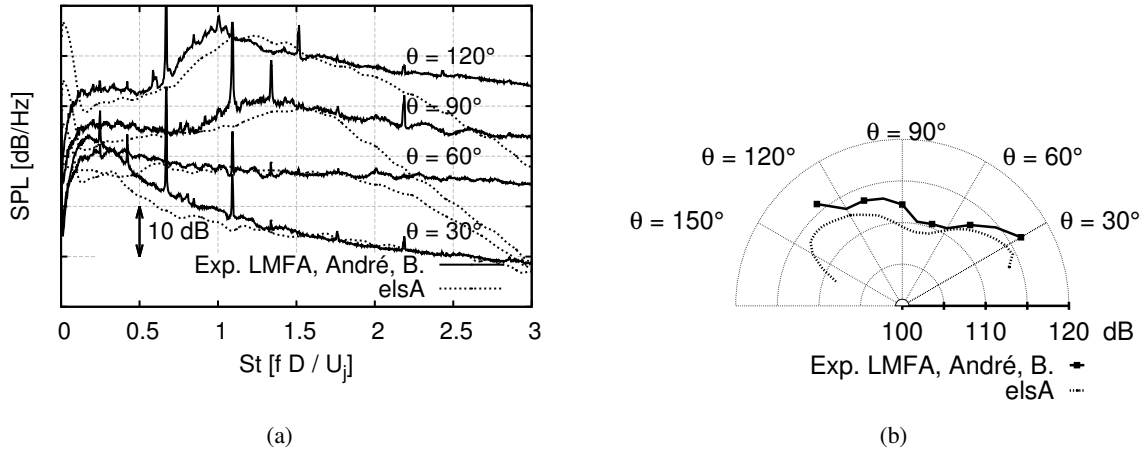 SPL [dB/Hz]
θ = 120°
θ = 90°
θ = 60°
θ = 30°
10 dB
Exp. LMFA, André, B.
elsA
0 0.5 1 1.5 2 2.5 3
St [f D / Uj]
(a)
θ = 90°
θ = 120° θ = 60°
θ = 150° θ = 30°
100 110 120 dB
Exp. LMFA, André, B.
elsA
(b)